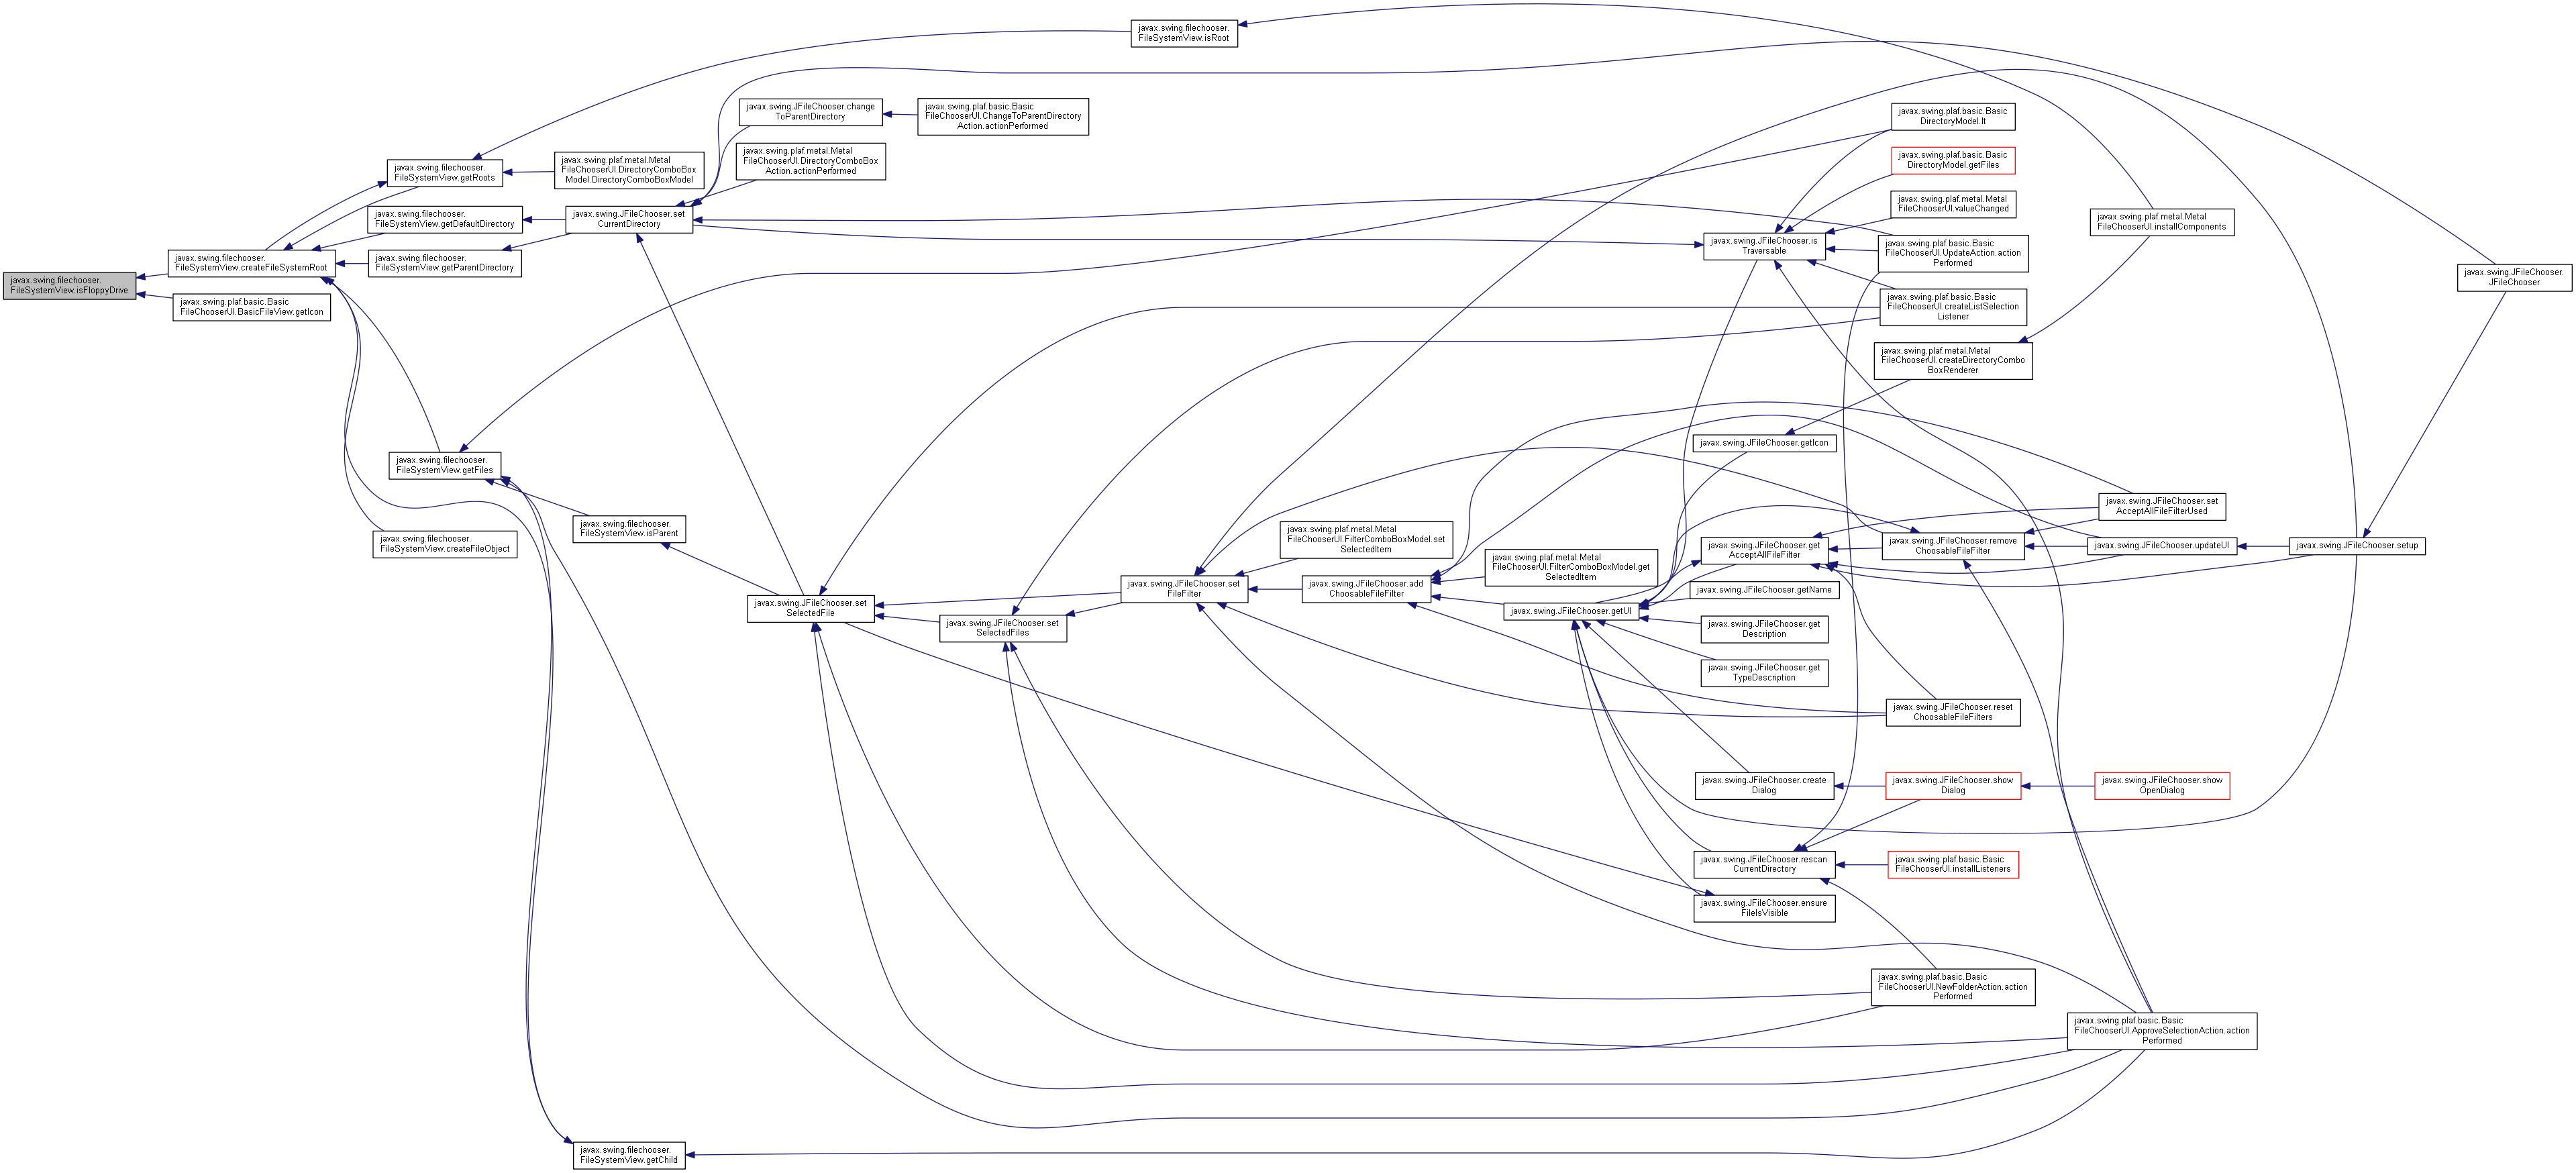 javax.swing.filechooser.
FileSystemView.isFloppyDrive
javax.swing.filechooser.
FileSystemView.createFileSystemRoot
javax.swing.plaf.basic.Basic
FileChooserUI.BasicFileView.getIcon
javax.swing.filechooser.
FileSystemView.getRoots
javax.swing.filechooser.
FileSystemView.getDefaultDirectory
javax.swing.filechooser.
FileSystemView.getParentDirectory
javax.swing.filechooser.
FileSystemView.getFiles
javax.swing.filechooser.
FileSystemView.createFileObject
javax.swing.plaf.metal.Metal
FileChooserUI.DirectoryComboBox
Model.DirectoryComboBoxModel
javax.swing.JFileChooser.set
CurrentDirectory
javax.swing.filechooser.
FileSystemView.isParent
javax.swing.filechooser.
FileSystemView.getChild
javax.swing.JFileChooser.change
ToParentDirectory
javax.swing.plaf.metal.Metal
FileChooserUI.DirectoryComboBox
Action.actionPerformed
javax.swing.JFileChooser.set
SelectedFile
javax.swing.plaf.basic.Basic
FileChooserUI.ChangeToParentDirectory
Action.actionPerformed
javax.swing.JFileChooser.set
SelectedFiles
javax.swing.filechooser.
FileSystemView.isRoot
javax.swing.JFileChooser.set
FileFilter
javax.swing.plaf.metal.Metal
FileChooserUI.FilterComboBoxModel.set
SelectedItem
javax.swing.JFileChooser.add
ChoosableFileFilter
javax.swing.plaf.metal.Metal
FileChooserUI.FilterComboBoxModel.get
SelectedItem
javax.swing.JFileChooser.getUI
javax.swing.JFileChooser.is
Traversable
javax.swing.JFileChooser.getIcon
javax.swing.JFileChooser.get
AcceptAllFileFilter
javax.swing.JFileChooser.getName
javax.swing.JFileChooser.get
Description
javax.swing.JFileChooser.get
TypeDescription
javax.swing.JFileChooser.create
Dialog
javax.swing.JFileChooser.rescan
CurrentDirectory
javax.swing.JFileChooser.ensure
FileIsVisible
javax.swing.plaf.basic.Basic
DirectoryModel.lt
javax.swing.plaf.basic.Basic
DirectoryModel.getFiles
javax.swing.plaf.metal.Metal
FileChooserUI.valueChanged
javax.swing.plaf.basic.Basic
FileChooserUI.UpdateAction.action
Performed
javax.swing.plaf.basic.Basic
FileChooserUI.createListSelection
Listener
javax.swing.plaf.metal.Metal
FileChooserUI.createDirectoryCombo
BoxRenderer
javax.swing.JFileChooser.remove
ChoosableFileFilter
javax.swing.JFileChooser.reset
ChoosableFileFilters
javax.swing.JFileChooser.show
Dialog
javax.swing.plaf.basic.Basic
FileChooserUI.installListeners
javax.swing.plaf.basic.Basic
FileChooserUI.NewFolderAction.action
Performed
javax.swing.plaf.metal.Metal
FileChooserUI.installComponents
javax.swing.JFileChooser.set
AcceptAllFileFilterUsed
javax.swing.JFileChooser.updateUI
javax.swing.JFileChooser.show
OpenDialog
javax.swing.plaf.basic.Basic
FileChooserUI.ApproveSelectionAction.action
Performed
javax.swing.JFileChooser.setup
javax.swing.JFileChooser.
JFileChooser